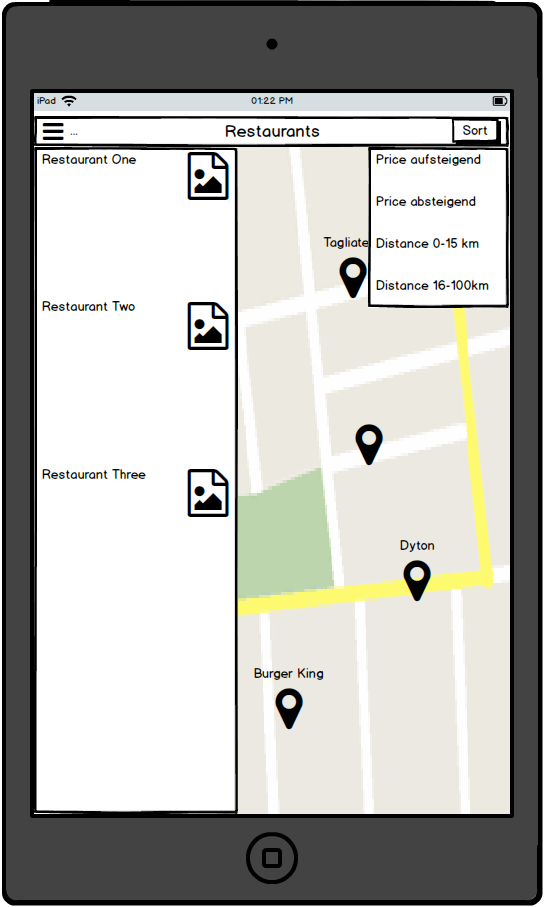 iPad 01:22 PM
... Restaurants Sort
Restaurant One
Restaurant Two
Restaurant Three
Price aufsteigend
Price absteigend
Distance 0-15 km
Distance 16-100km
Tagliate
Dyton
Burger King